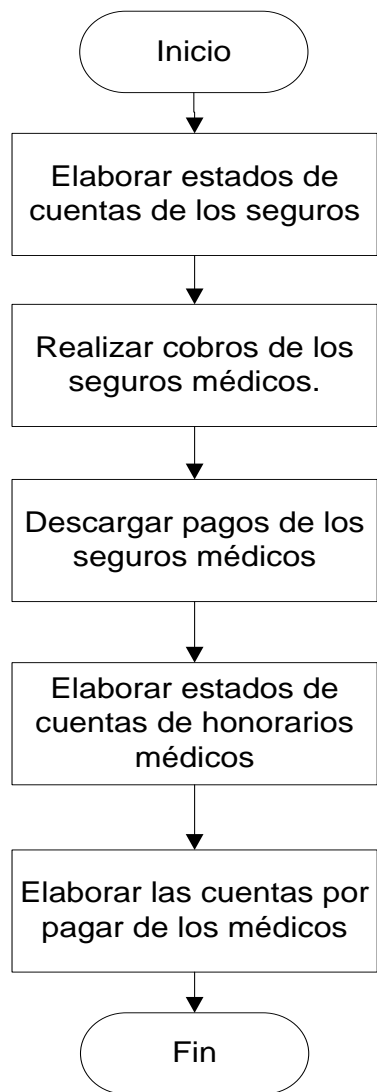 Inicio
Elaborar estados de
cuentas de los seguros
Realizar cobros de los
seguros médicos.
Descargar pagos de los
seguros médicos
Elaborar estados de
cuentas de honorarios
médicos
Elaborar las cuentas por
pagar de los médicos
Fin